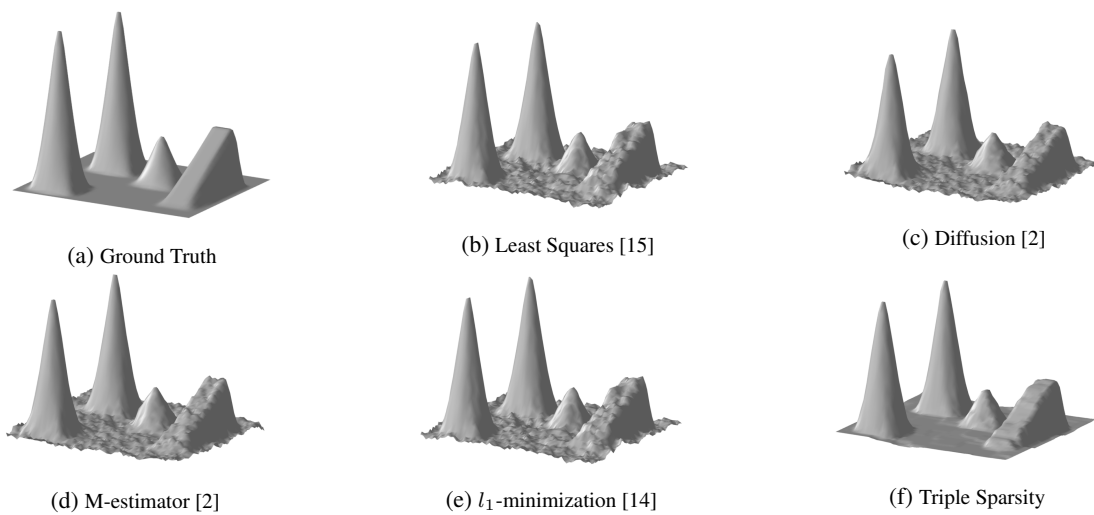 (a) Ground Truth
(b) Least Squares [15]
(c) Diffusion [2]
(d) M-estimator [2]
(e) l₁-minimization [14]
(f) Triple Sparsity